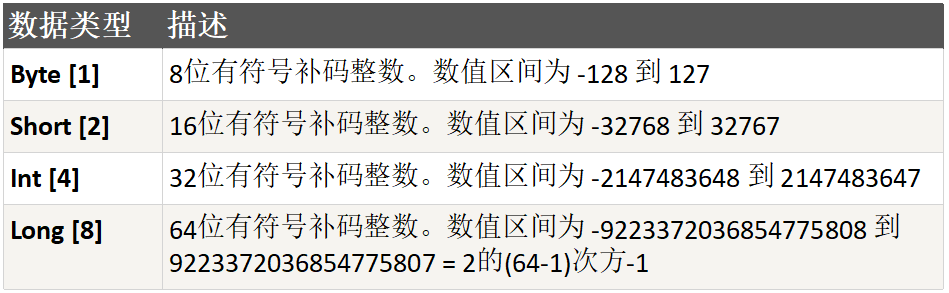 数据类型 描述
Byte [1] 8位有符号补码整数。数值区间为 -128 到 127
Short [2] 16位有符号补码整数。数值区间为 -32768 到 32767
Int [4] 32位有符号补码整数。数值区间为 -2147483648 到 2147483647
Long [8] 64位有符号补码整数。数值区间为 -9223372036854775808 到
9223372036854775807 = 2的(64-1)次方-1